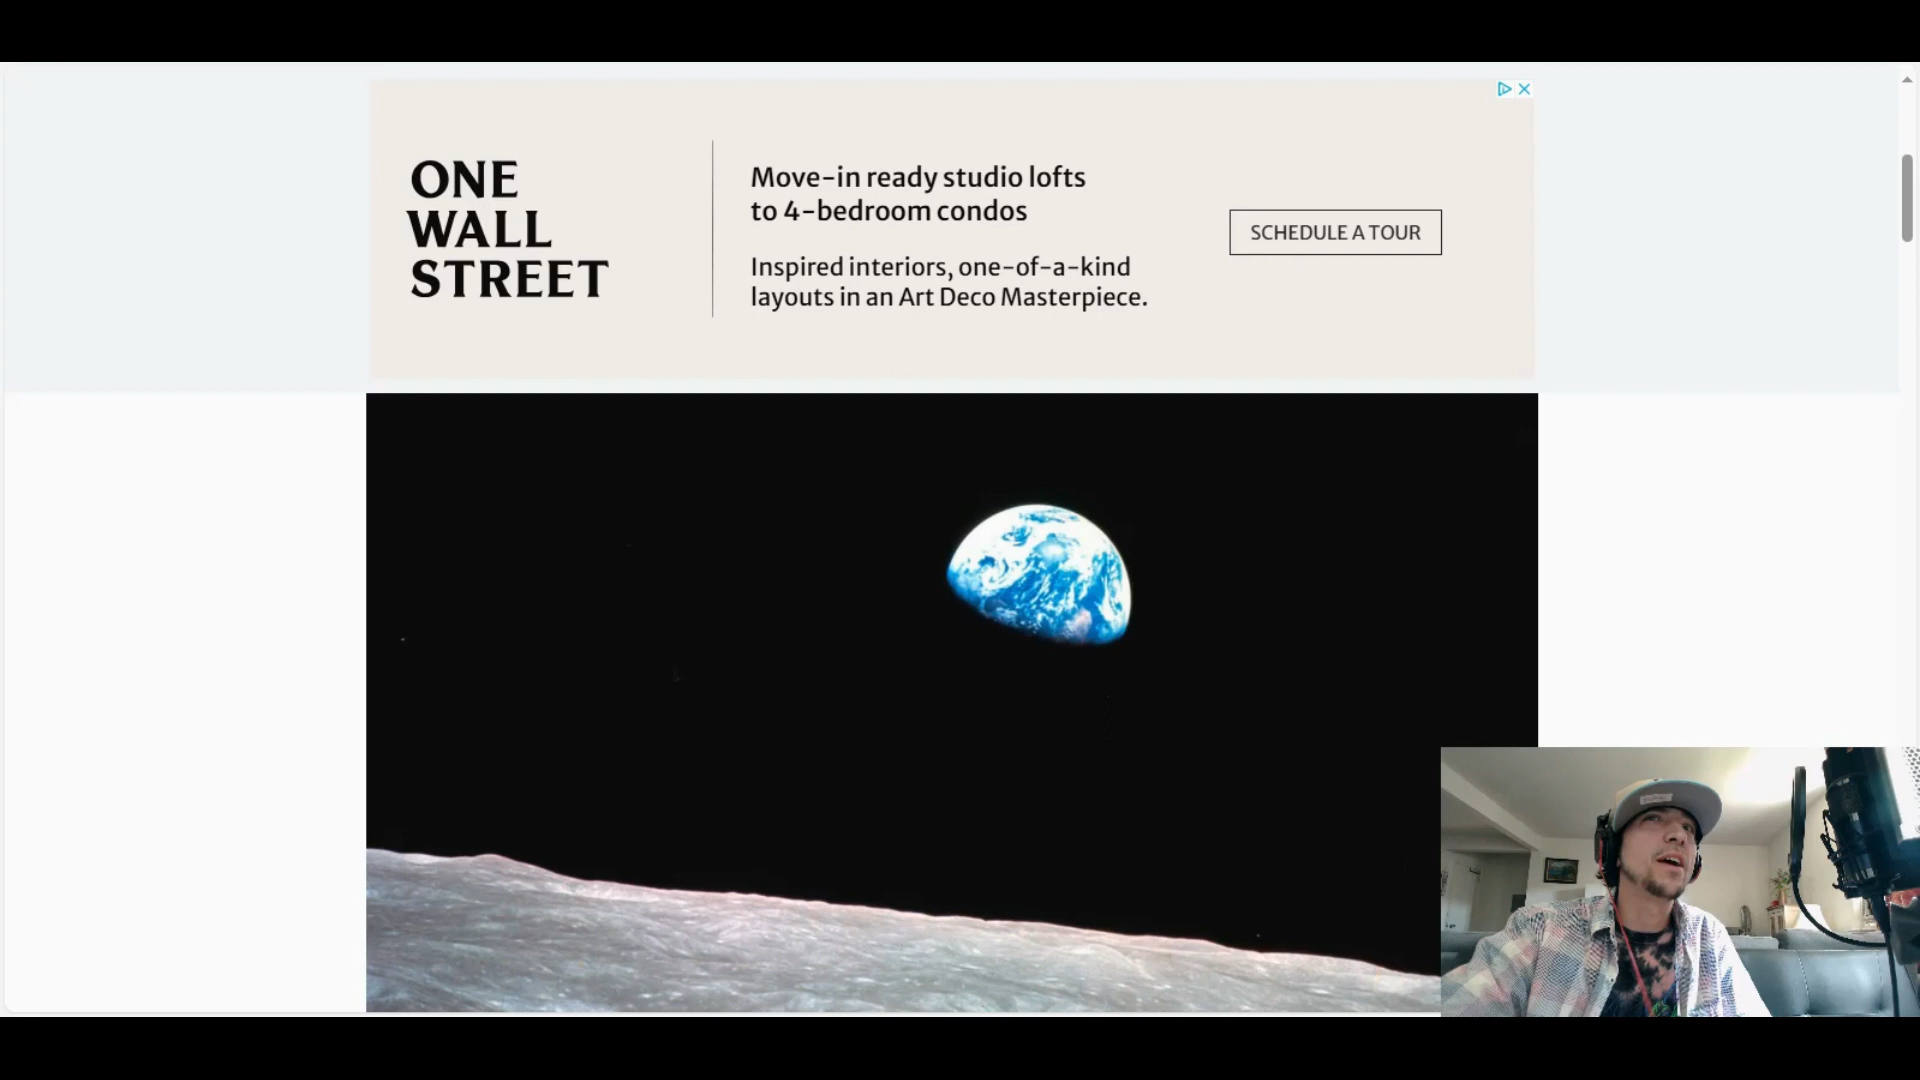 ONE
WALL
STREET
Move-in ready studio lofts
to 4-bedroom condos
Inspired interiors, one-of-a-kind
layouts in an Art Deco Masterpiece.
SCHEDULE A TOUR